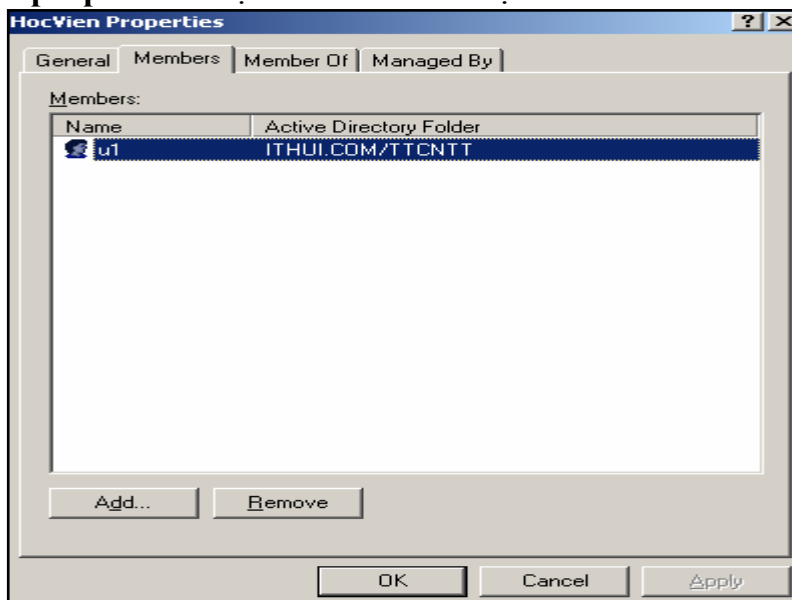 HocVien Properties
General Members Member Of Managed By
Members:
Name Active Directory Folder
u1 ITHUI.COM/TTCNTT
Add... Remove
OK Cancel Apply